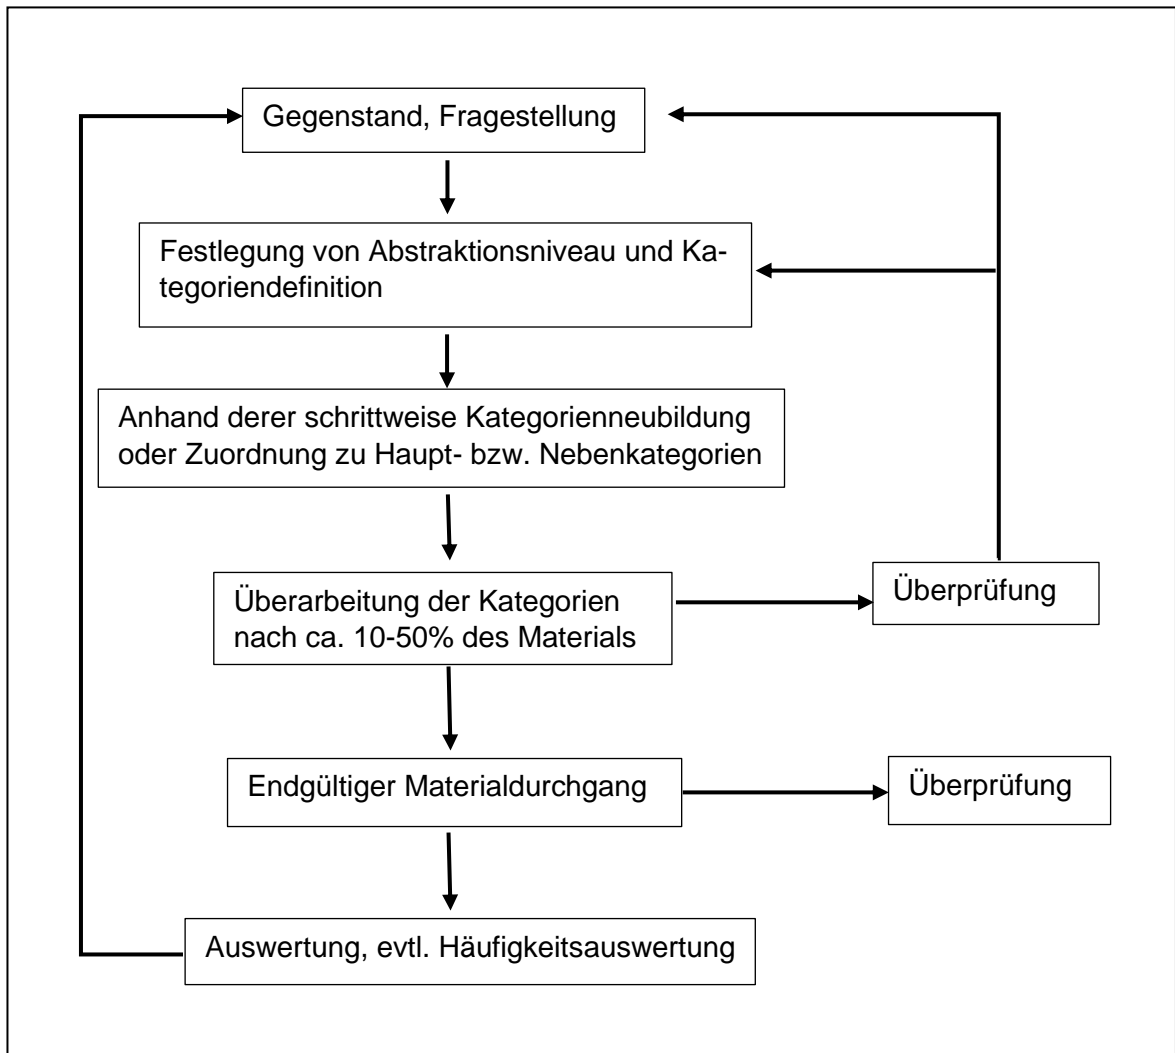 Gegenstand, Fragestellung
Festlegung von Abstraktionsniveau und Ka-
tegoriendefinition
Anhand derer schrittweise Kategorienneubildung
oder Zuordnung zu Haupt- bzw. Nebenkategorien
Überarbeitung der Kategorien
nach ca. 10-50% des Materials
Überprüfung
Endgültiger Materialdurchgang
Überprüfung
Auswertung, evtl. Häufigkeitsauswertung